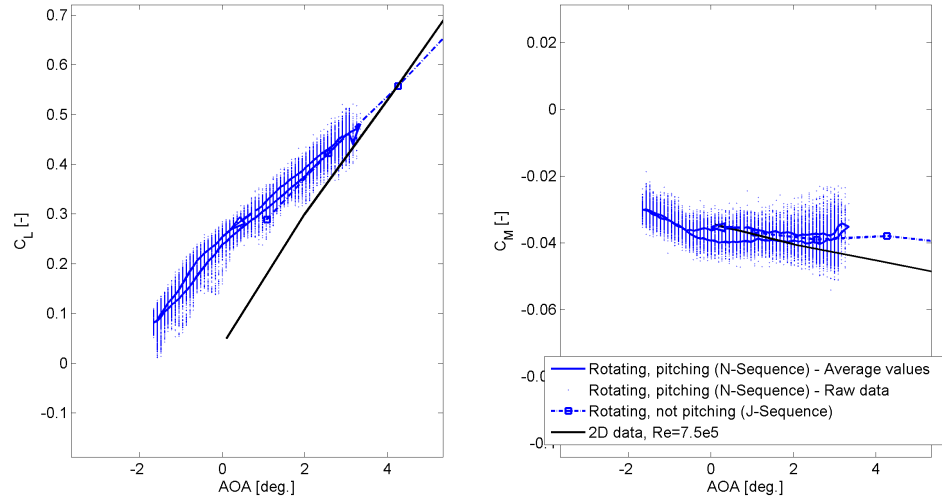 0.7
0.6
0.5
0.4
0.3
0.2
0.1
0
-0.1
C_L [-]
-2
0
2
4
AOA [deg.]
0.02
0
-0.02
-0.04
-0.06
C_M [-]
Rotating, pitching (N-Sequence) - Average values
Rotating, pitching (N-Sequence) - Raw data
Rotating, not pitching (J-Sequence)
2D data, Re=7.5e5
-2
0
2
4
AOA [deg.]